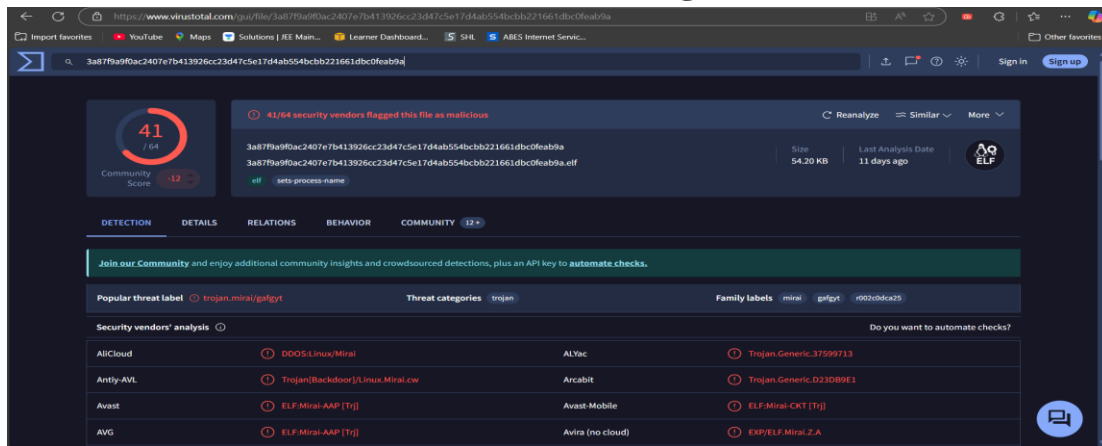 https://www.virustotal.com/gui/file/3a87f9a9f0ac2407e7b413926cc23d47c5e17d4ab554bcbb221661dbc0feab9a
Import favorites YouTube Maps Solutions | JEE Main... Learner Dashboard... SHL ABES Internet Servic... Other favorites
3a87f9a9f0ac2407e7b413926cc23d47c5e17d4ab554bcbb221661dbc0feab9a Sign in Sign up
41
/ 64
Community
Score -12
41/64 security vendors flagged this file as malicious Reanalyze Similar More
3a87f9a9f0ac2407e7b413926cc23d47c5e17d4ab554bcbb221661dbc0feab9a
3a87f9a9f0ac2407e7b413926cc23d47c5e17d4ab554bcbb221661dbc0feab9a.elf
elf sets-process-name
Size
54.20 KB
Last Analysis Date
11 days ago
ELF
DETECTION DETAILS RELATIONS BEHAVIOR COMMUNITY 12+
Join our Community and enjoy additional community insights and crowdsourced detections, plus an API key to automate checks.
Popular threat label trojan.mirai/gafgyt Threat categories trojan Family labels mirai gafgyt r002c0dca25
Security vendors' analysis Do you want to automate checks?
AliCloud DDOS:Linux/Mirai ALYac Trojan.Generic.37599713
Antiy-AVL Trojan[Backdoor]/Linux.Mirai.cw Arcabit Trojan.Generic.D23DB9E1
Avast ELF:Mirai-AAP [Trj] Avast-Mobile ELF:Mirai-CKT [Trj]
AVG ELF:Mirai-AAP [Trj] Avira (no cloud) EXP/ELF.Mirai.Z.A